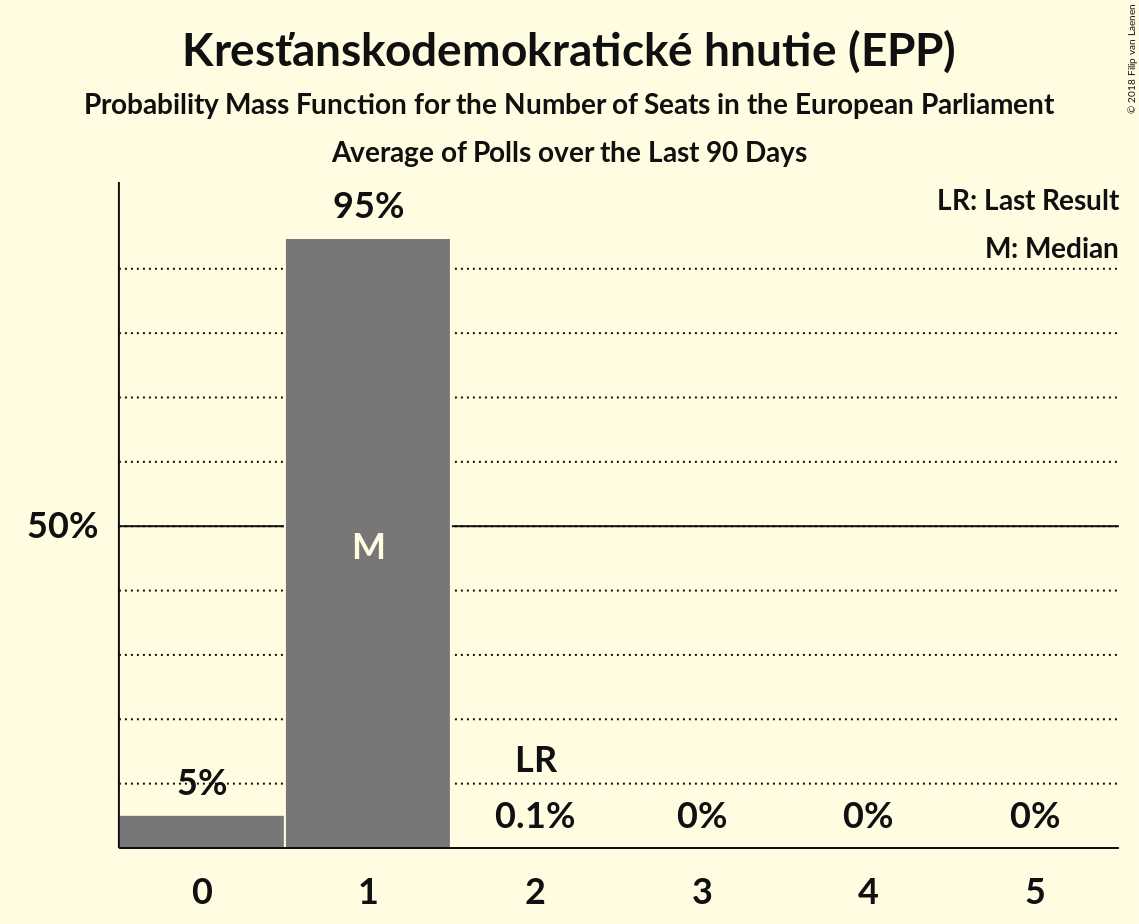 Kresťanskodemokratické hnutie (EPP)
Probability Mass Function for the Number of Seats in the European Parliament
Average of Polls over the Last 90 Days
© 2018 Filip van Laenen
LR: Last Result
M: Median
95%
50%
M
LR
5%
0.1%
0%
0%
0%
0
1
2
3
4
5